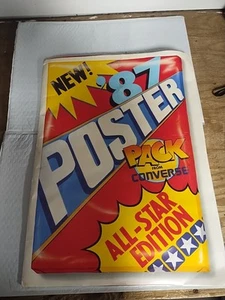 NEW!
'87
POSTER
PACK
FROM
CONVERSE
ALL-STAR
EDITION